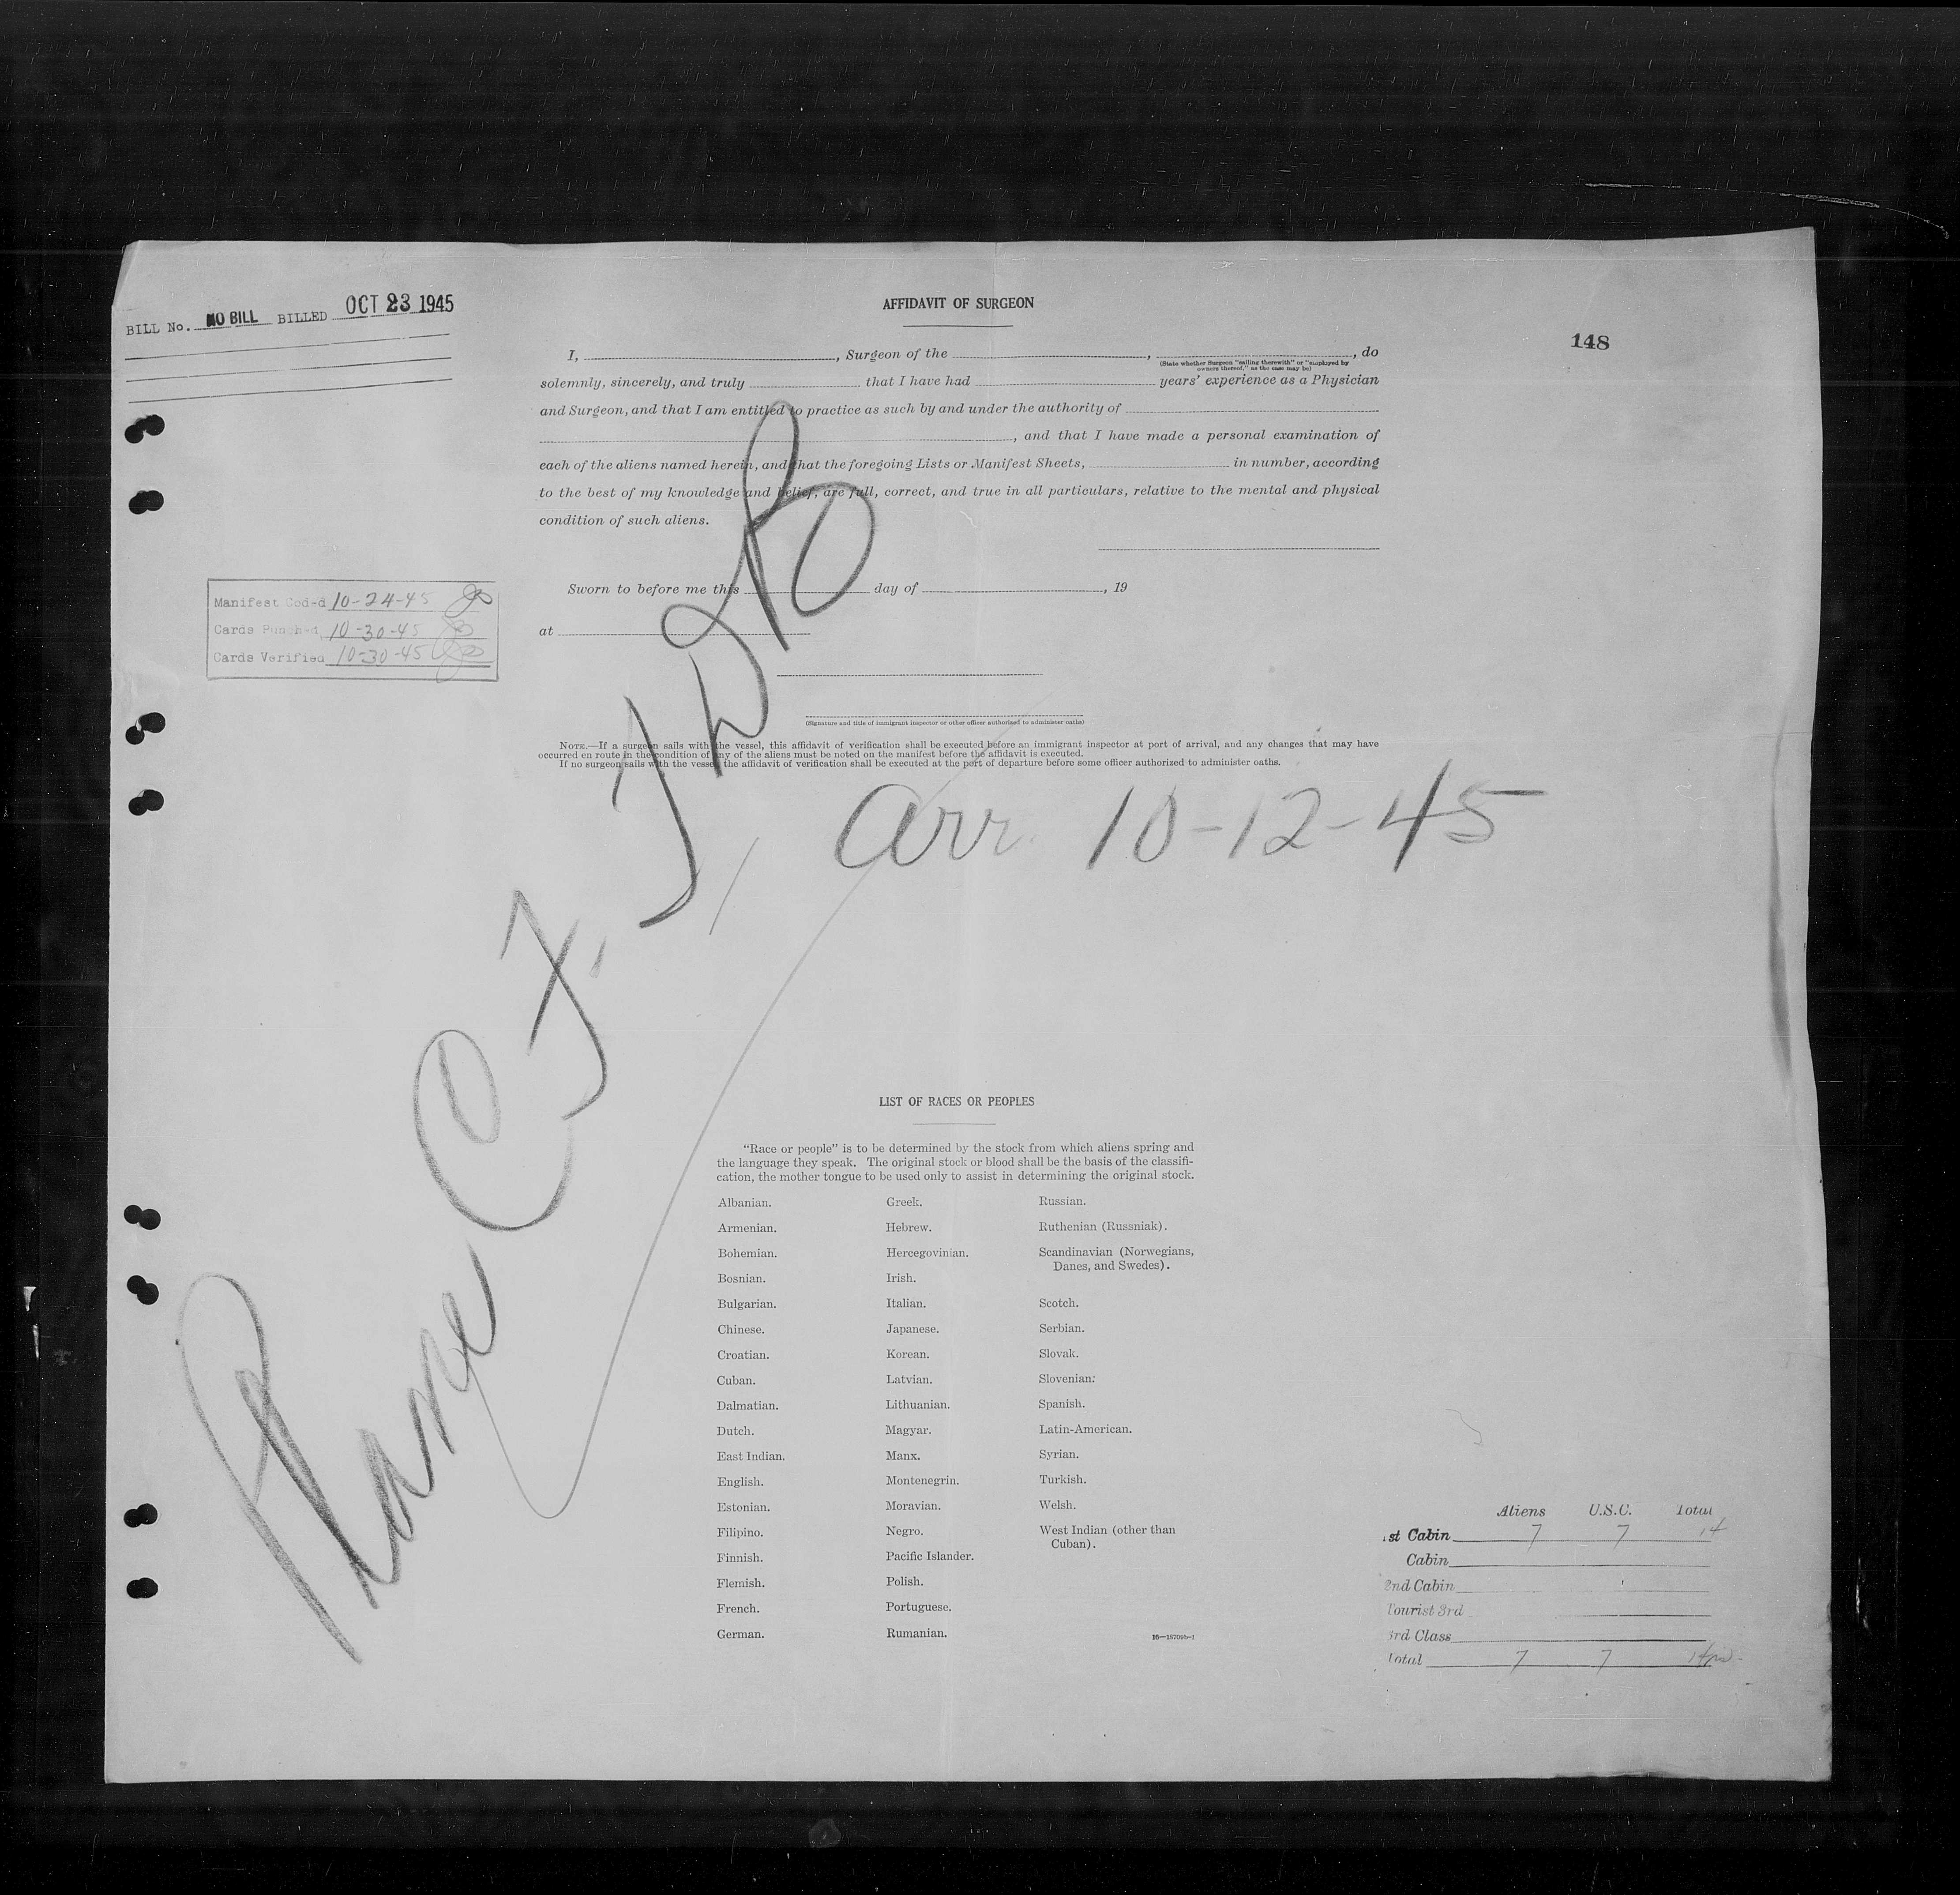 BILL No. NO BILL BILLED OCT 23 1945
AFFIDAVIT OF SURGEON
148
I, , Surgeon of the , , do
(State whether Surgeon "sailing therewith" or "employed by
owners thereof," as the case may be)
solemnly, sincerely, and truly that I have had years' experience as a Physician
and Surgeon, and that I am entitled to practice as such by and under the authority of
, and that I have made a personal examination of
each of the aliens named herein, and that the foregoing Lists or Manifest Sheets, in number, according
to the best of my knowledge and belief, are full, correct, and true in all particulars, relative to the mental and physical
condition of such aliens.
Sworn to before me this day of , 19
at
(Signature and title of immigrant inspector or other officer authorized to administer oaths)
Manifest Cod-d 10-24-45
Cards Punched 10-30-45
Cards Verified 10-30-45
NOTE.—If a surgeon sails with the vessel, this affidavit of verification shall be executed before an immigrant inspector at port of arrival, and any changes that may have
occurred en route in the condition of any of the aliens must be noted on the manifest before the affidavit is executed.
If no surgeon sails with the vessel the affidavit of verification shall be executed at the port of departure before some officer authorized to administer oaths.
Plane C F.
arr. 10-12-45
LIST OF RACES OR PEOPLES
"Race or people" is to be determined by the stock from which aliens spring and
the language they speak. The original stock or blood shall be the basis of the classifi-
cation, the mother tongue to be used only to assist in determining the original stock.
Albanian.
Armenian.
Bohemian.
Bosnian.
Bulgarian.
Chinese.
Croatian.
Cuban.
Dalmatian.
Dutch.
East Indian.
English.
Estonian.
Filipino.
Finnish.
Flemish.
French.
German.
Greek.
Hebrew.
Hercegovinian.
Irish.
Italian.
Japanese.
Korean.
Latvian.
Lithuanian.
Magyar.
Manx.
Montenegrin.
Moravian.
Negro.
Pacific Islander.
Polish.
Portuguese.
Rumanian.
Russian.
Ruthenian (Russniak).
Scandinavian (Norwegians,
Danes, and Swedes).
Scotch.
Serbian.
Slovak.
Slovenian.
Spanish.
Latin-American.
Syrian.
Turkish.
Welsh.
West Indian (other than
Cuban).
Aliens U.S.C. Total
1st Cabin 7 7 14
Cabin
2nd Cabin
Tourist 3rd
3rd Class
Total 7 7 14